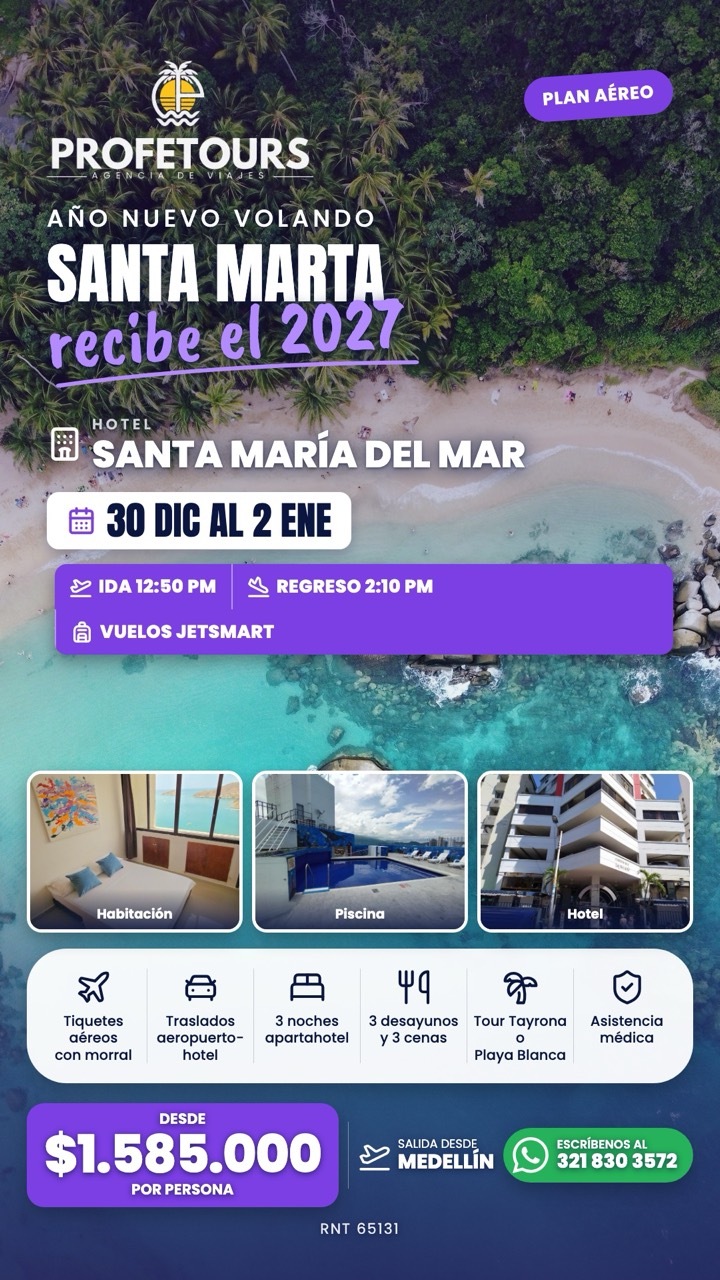 PLAN AÉREO
PROFETOURS
AGENCIA DE VIAJES
AÑO NUEVO VOLANDO
SANTA MARTA
recibe el 2027
HOTEL
SANTA MARÍA DEL MAR
30 DIC AL 2 ENE
IDA 12:50 PM
REGRESO 2:10 PM
VUELOS JETSMART
Habitación
Piscina
Hotel
Tiquetes
aéreos
con morral
Traslados
aeropuerto-
hotel
3 noches
apartahotel
3 desayunos
y 3 cenas
Tour Tayrona
o
Playa Blanca
Asistencia
médica
DESDE
$1.585.000
POR PERSONA
SALIDA DESDE
MEDELLÍN
ESCRÍBENOS AL
321 830 3572
RNT 65131